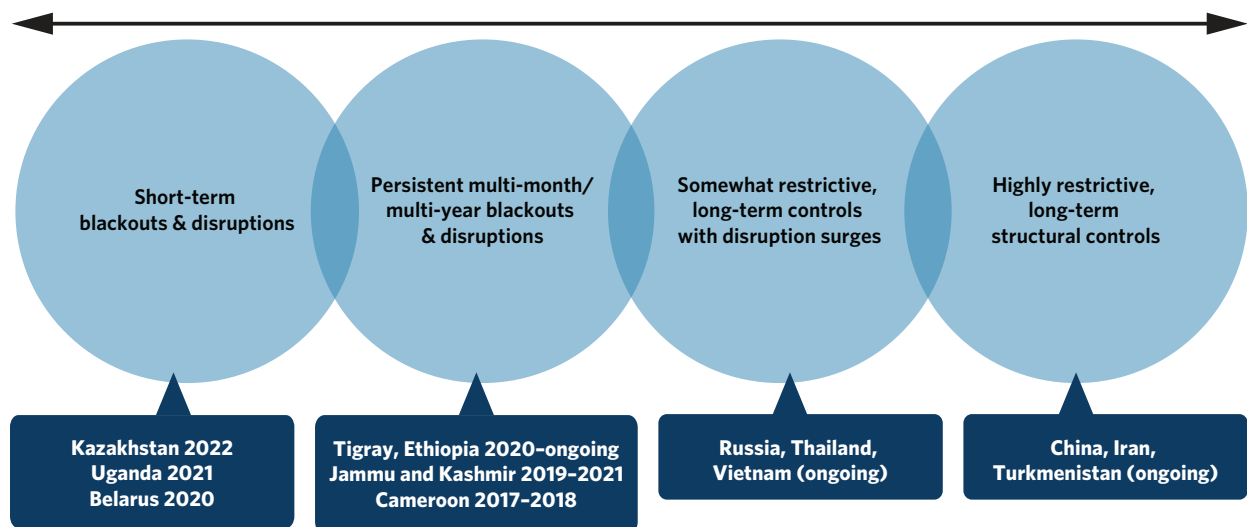 Short-term
blackouts & disruptions
Persistent multi-month/
multi-year blackouts
& disruptions
Somewhat restrictive,
long-term controls
with disruption surges
Highly restrictive,
long-term
structural controls
Kazakhstan 2022
Uganda 2021
Belarus 2020
Tigray, Ethiopia 2020–ongoing
Jammu and Kashmir 2019–2021
Cameroon 2017–2018
Russia, Thailand,
Vietnam (ongoing)
China, Iran,
Turkmenistan (ongoing)